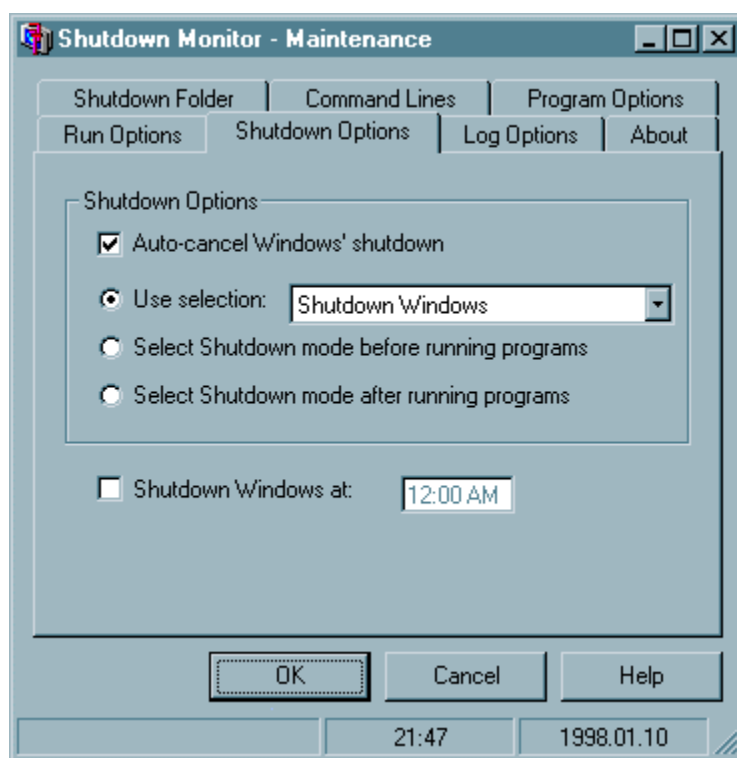 Shutdown Monitor - Maintenance
Shutdown Folder Command Lines Program Options
Run Options Shutdown Options Log Options About
Shutdown Options
Auto-cancel Windows' shutdown
Use selection: Shutdown Windows
Select Shutdown mode before running programs
Select Shutdown mode after running programs
Shutdown Windows at: 12:00 AM
OK Cancel Help
21:47 1998.01.10